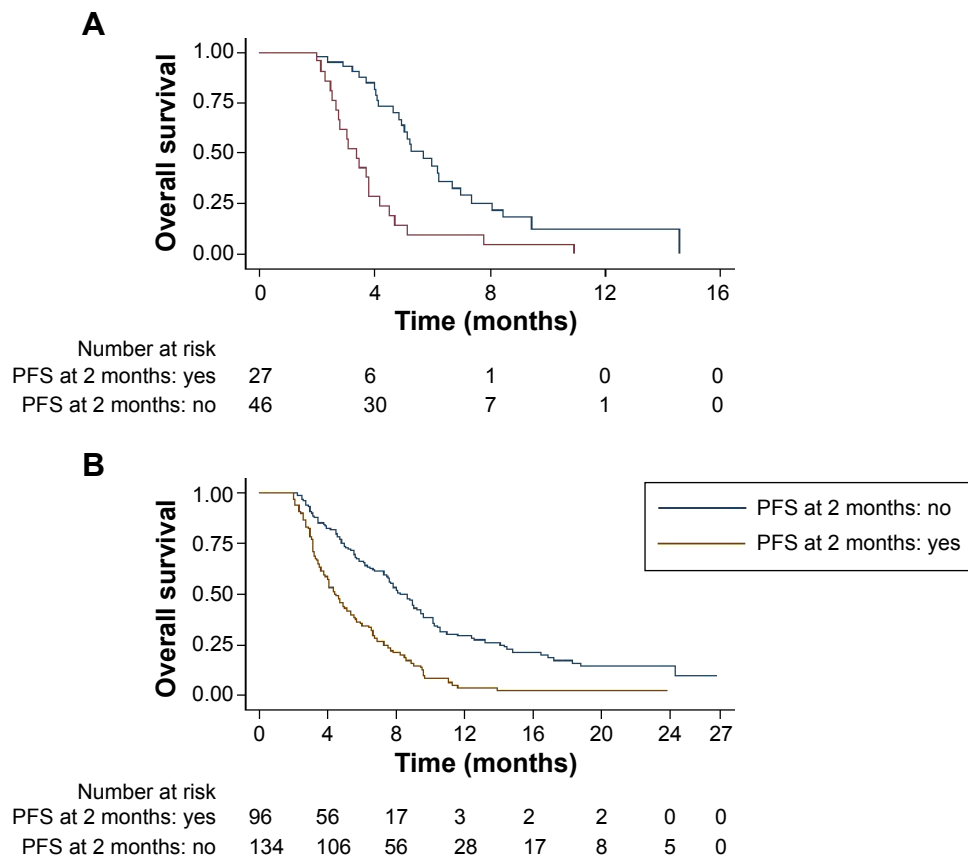 A
Overall survival
1.00
0.75
0.50
0.25
0.00
0 4 8 12 16
Time (months)
Number at risk
PFS at 2 months: yes 27 6 1 0 0
PFS at 2 months: no 46 30 7 1 0
B
Overall survival
1.00
0.75
0.50
0.25
0.00
PFS at 2 months: no
PFS at 2 months: yes
0 4 8 12 16 20 24 27
Time (months)
Number at risk
PFS at 2 months: yes 96 56 17 3 2 2 0 0
PFS at 2 months: no 134 106 56 28 17 8 5 0